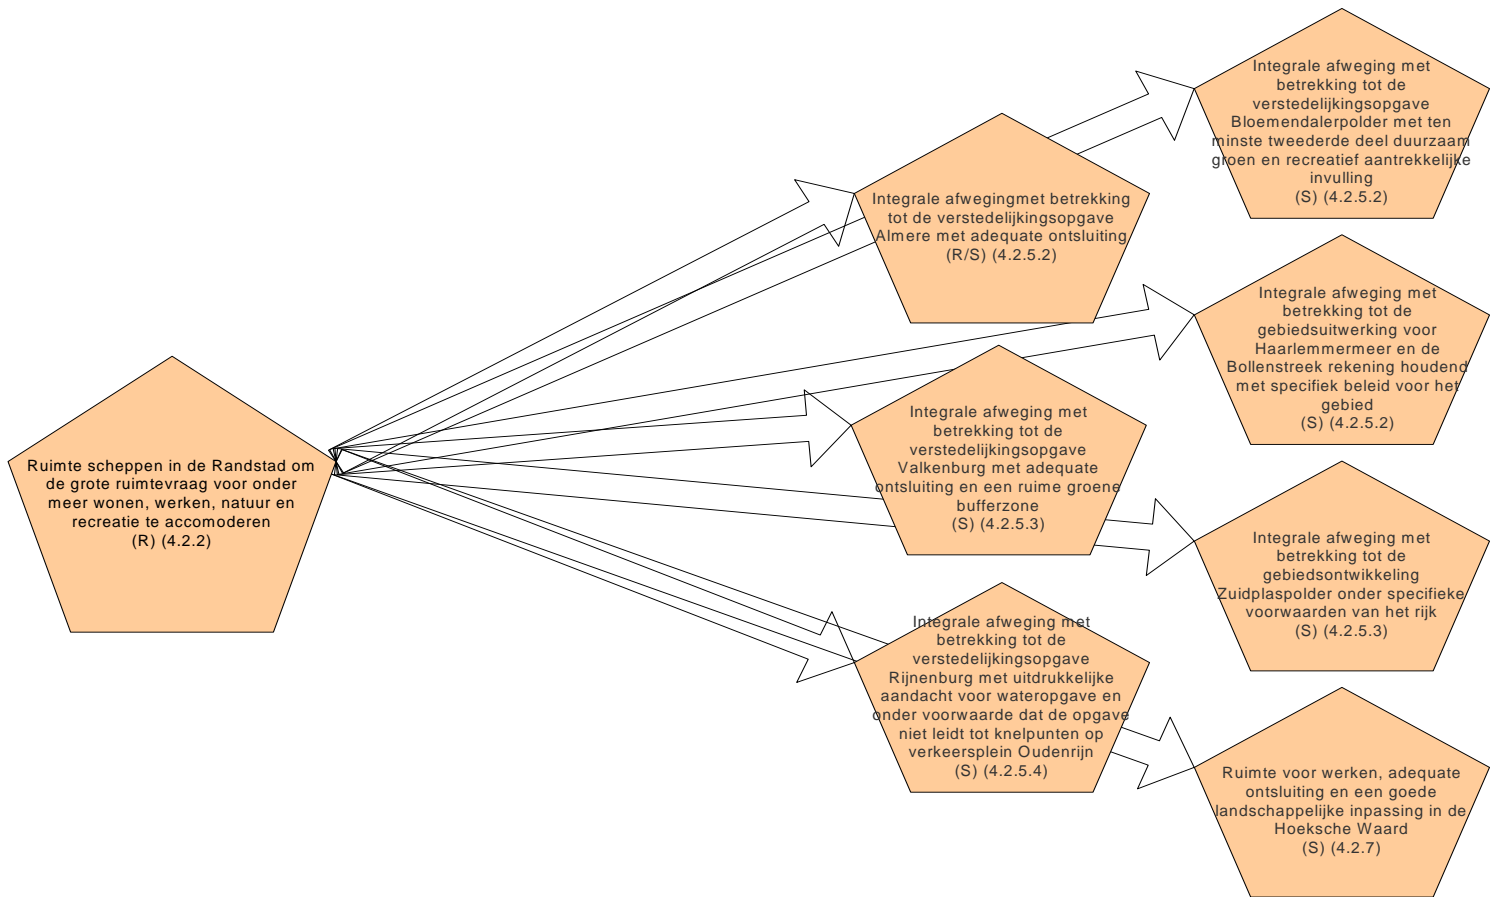 Ruimte scheppen in de Randstad om
de grote ruimtevraag voor onder
meer wonen, werken, natuur en
recreatie te accomoderen
(R) (4.2.2)
Integrale afwegingmet betrekking
tot de verstedelijkingsopgave
Almere met adequate ontsluiting
(R/S) (4.2.5.2)
Integrale afweging met
betrekking tot de
verstedelijkingsopgave
Valkenburg met adequate
ontsluiting en een ruime groene
bufferzone
(S) (4.2.5.3)
Integrale afweging met
betrekking tot de
verstedelijkingsopgave
Rijnenburg met uitdrukkelijke
aandacht voor wateropgave en
onder voorwaarde dat de opgave
niet leidt tot knelpunten op
verkeersplein Oudenrijn
(S) (4.2.5.4)
Integrale afweging met
betrekking tot de
verstedelijkingsopgave
Bloemendalerpolder met ten
minste tweederde deel duurzaam
groen en recreatief aantrekkelijke
invulling
(S) (4.2.5.2)
Integrale afweging met
betrekking tot de
gebiedsuitwerking voor
Haarlemmermeer en de
Bollenstreek rekening houdend
met specifiek beleid voor het
gebied
(S) (4.2.5.2)
Integrale afweging met
betrekking tot de
gebiedsontwikkeling
Zuidplaspolder onder specifieke
voorwaarden van het rijk
(S) (4.2.5.3)
Ruimte voor werken, adequate
ontsluiting en een goede
landschappelijke inpassing in de
Hoeksche Waard
(S) (4.2.7)